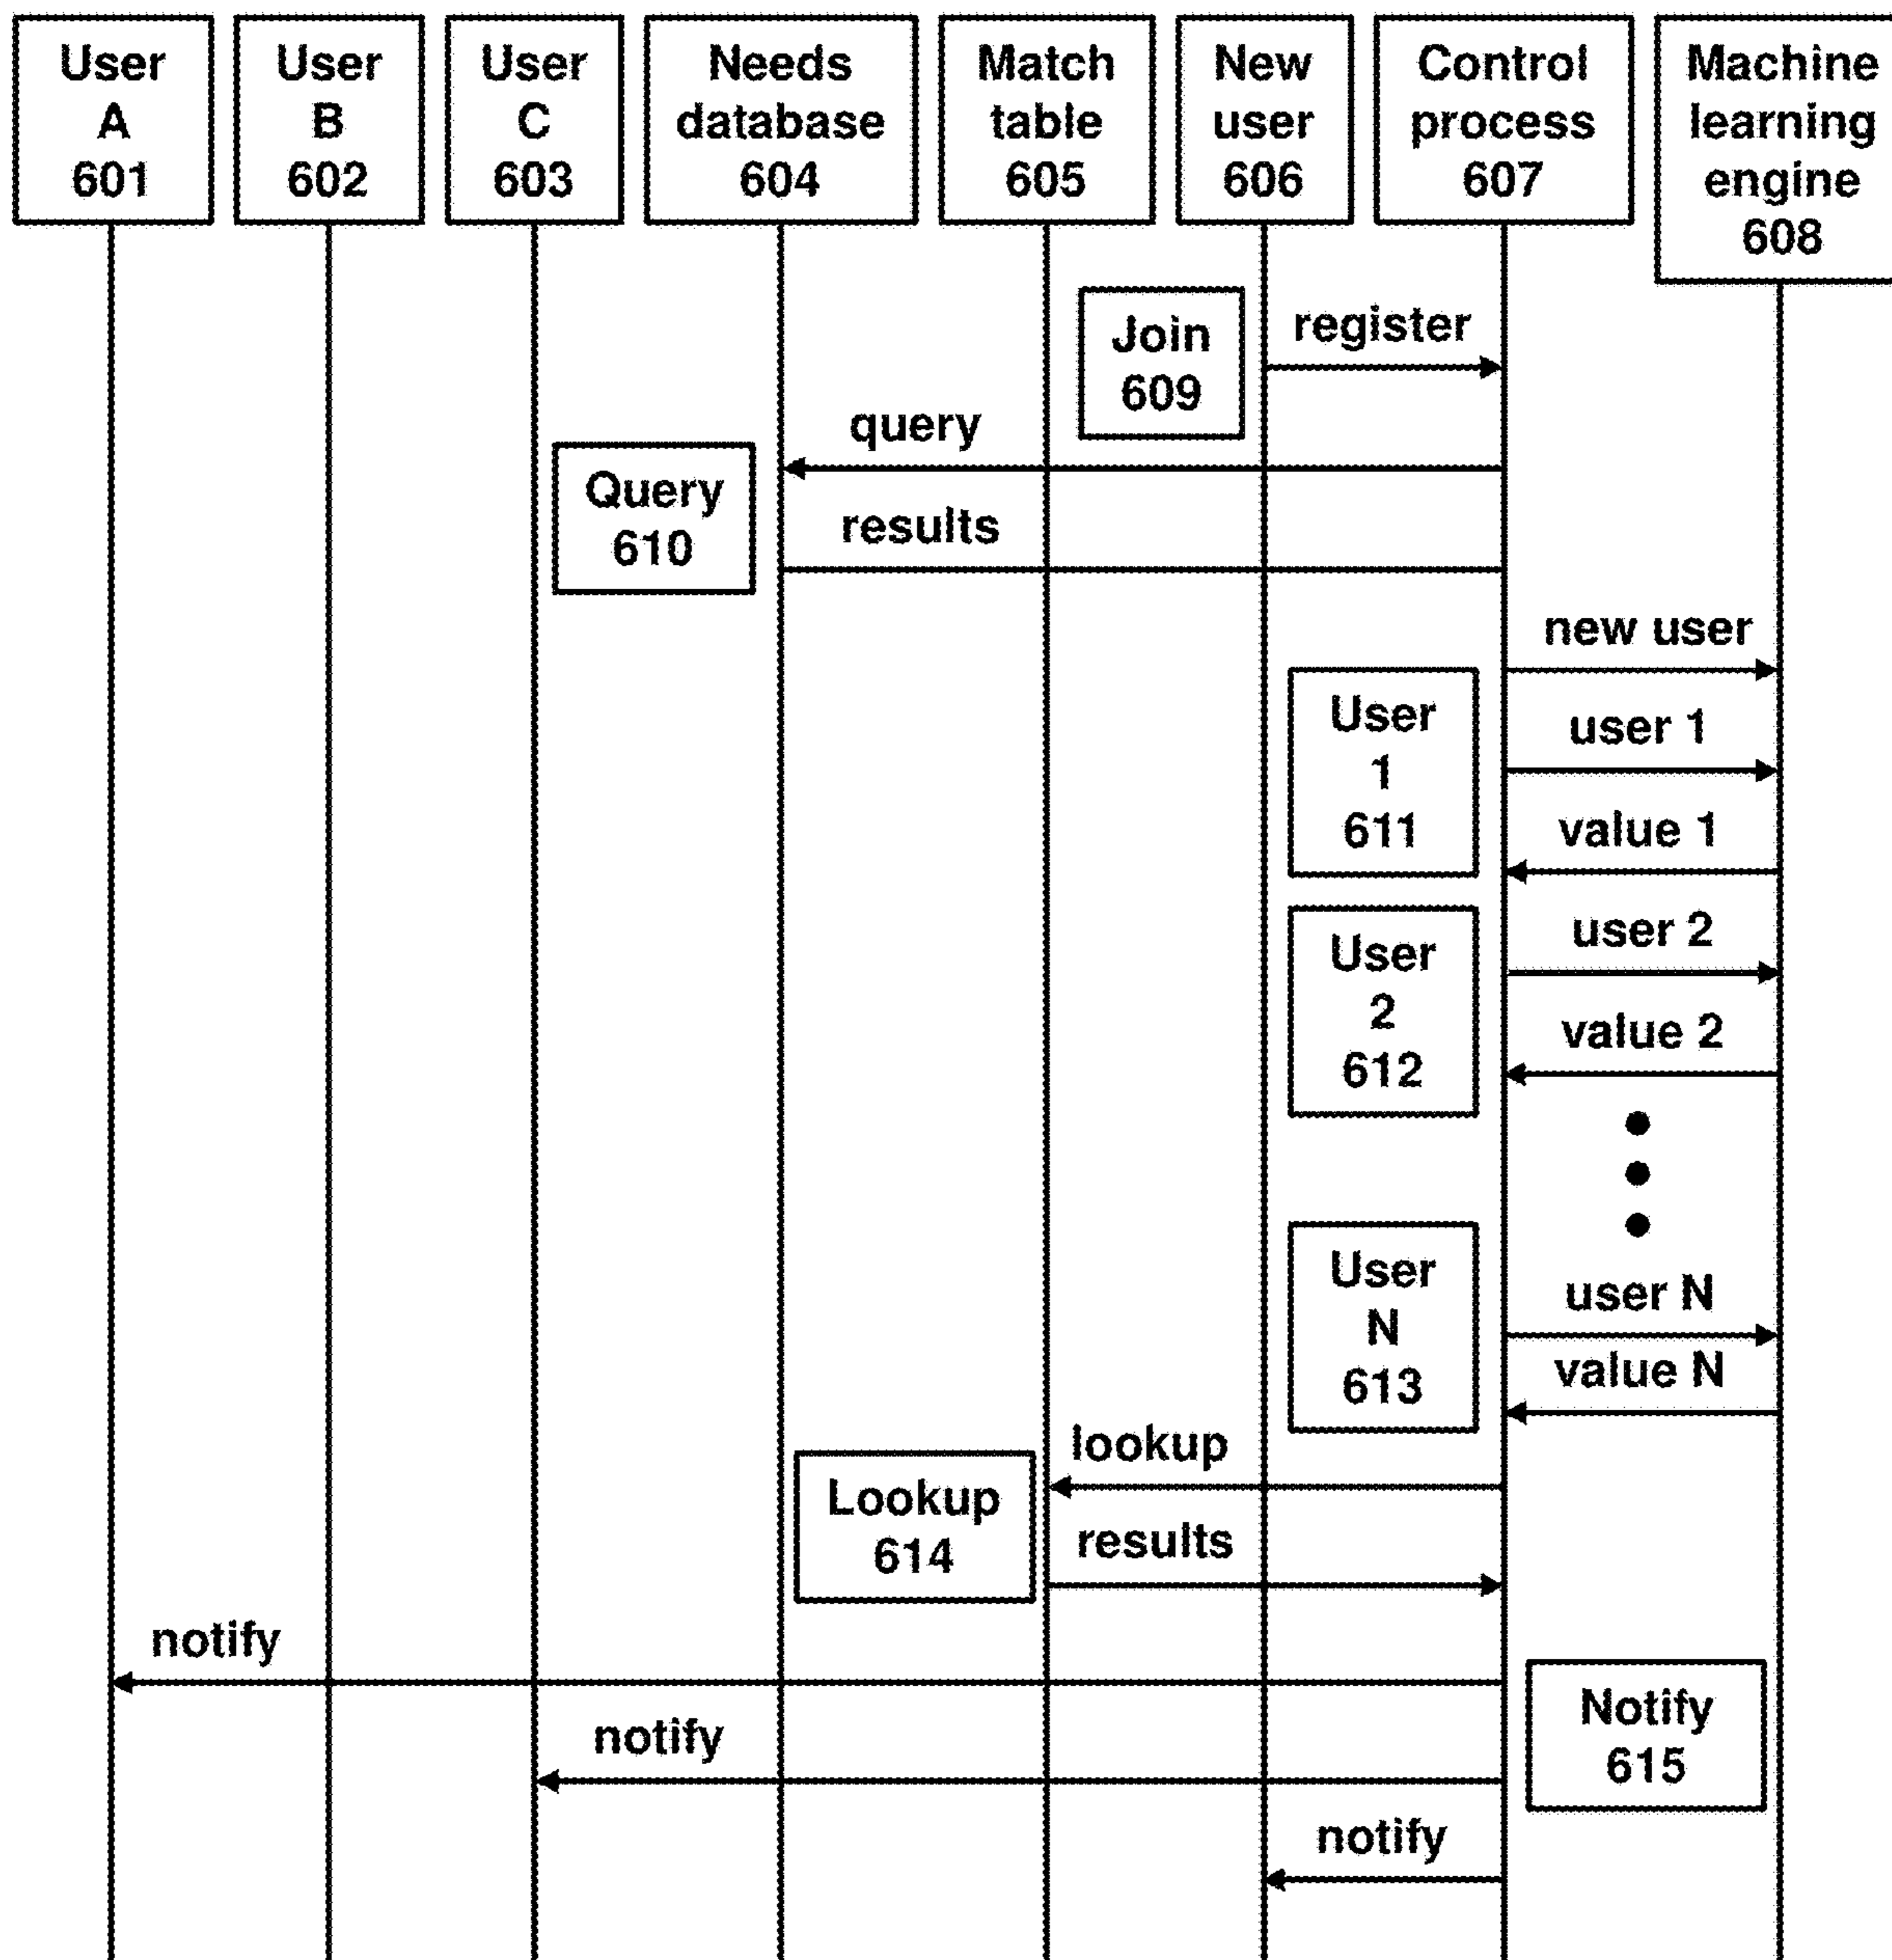 User
A
601
User
B
602
User
C
603
Needs
database
604
Match
table
605
New
user
606
Control
process
607
Machine
learning
engine
608
Join
609
register
query
Query
610
results
new user
User
1
611
user 1
value 1
User
2
612
user 2
value 2
User
N
613
user N
value N
lookup
Lookup
614
results
notify
Notify
615
notify
notify